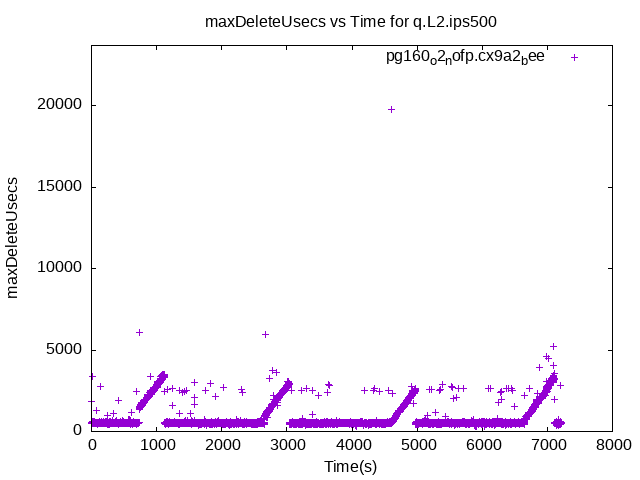 maxDeleteUsecs vs Time for q.L2.ips500
pg160o2nofp.cx9a2bee
20000
15000
10000
5000
0
maxDeleteUsecs
0 1000 2000 3000 4000 5000 6000 7000 8000
Time(s)